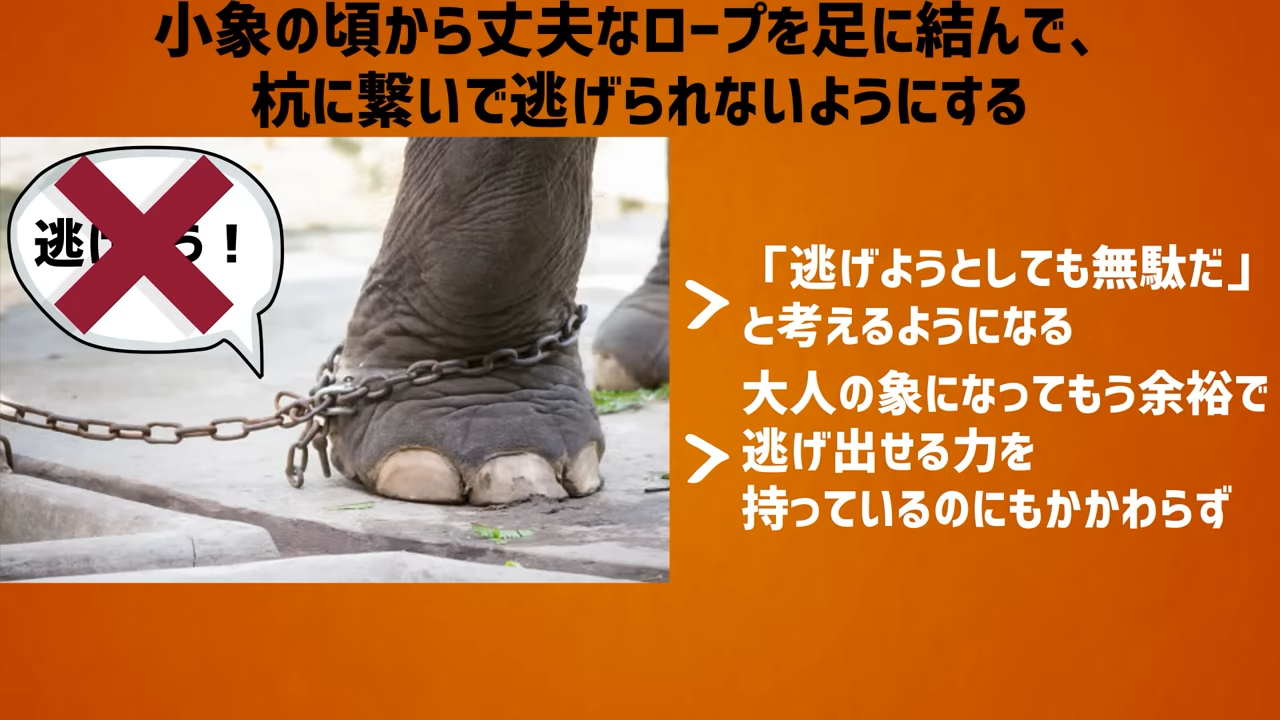 小象の頃から丈夫なロープを足に結んで、
杭に繋いで逃げられないようにする
逃げ う！
「逃げようとしても無駄だ」
と考えるようになる
大人の象になってもう余裕で
逃げ出せる力を
持っているのにもかかわらず